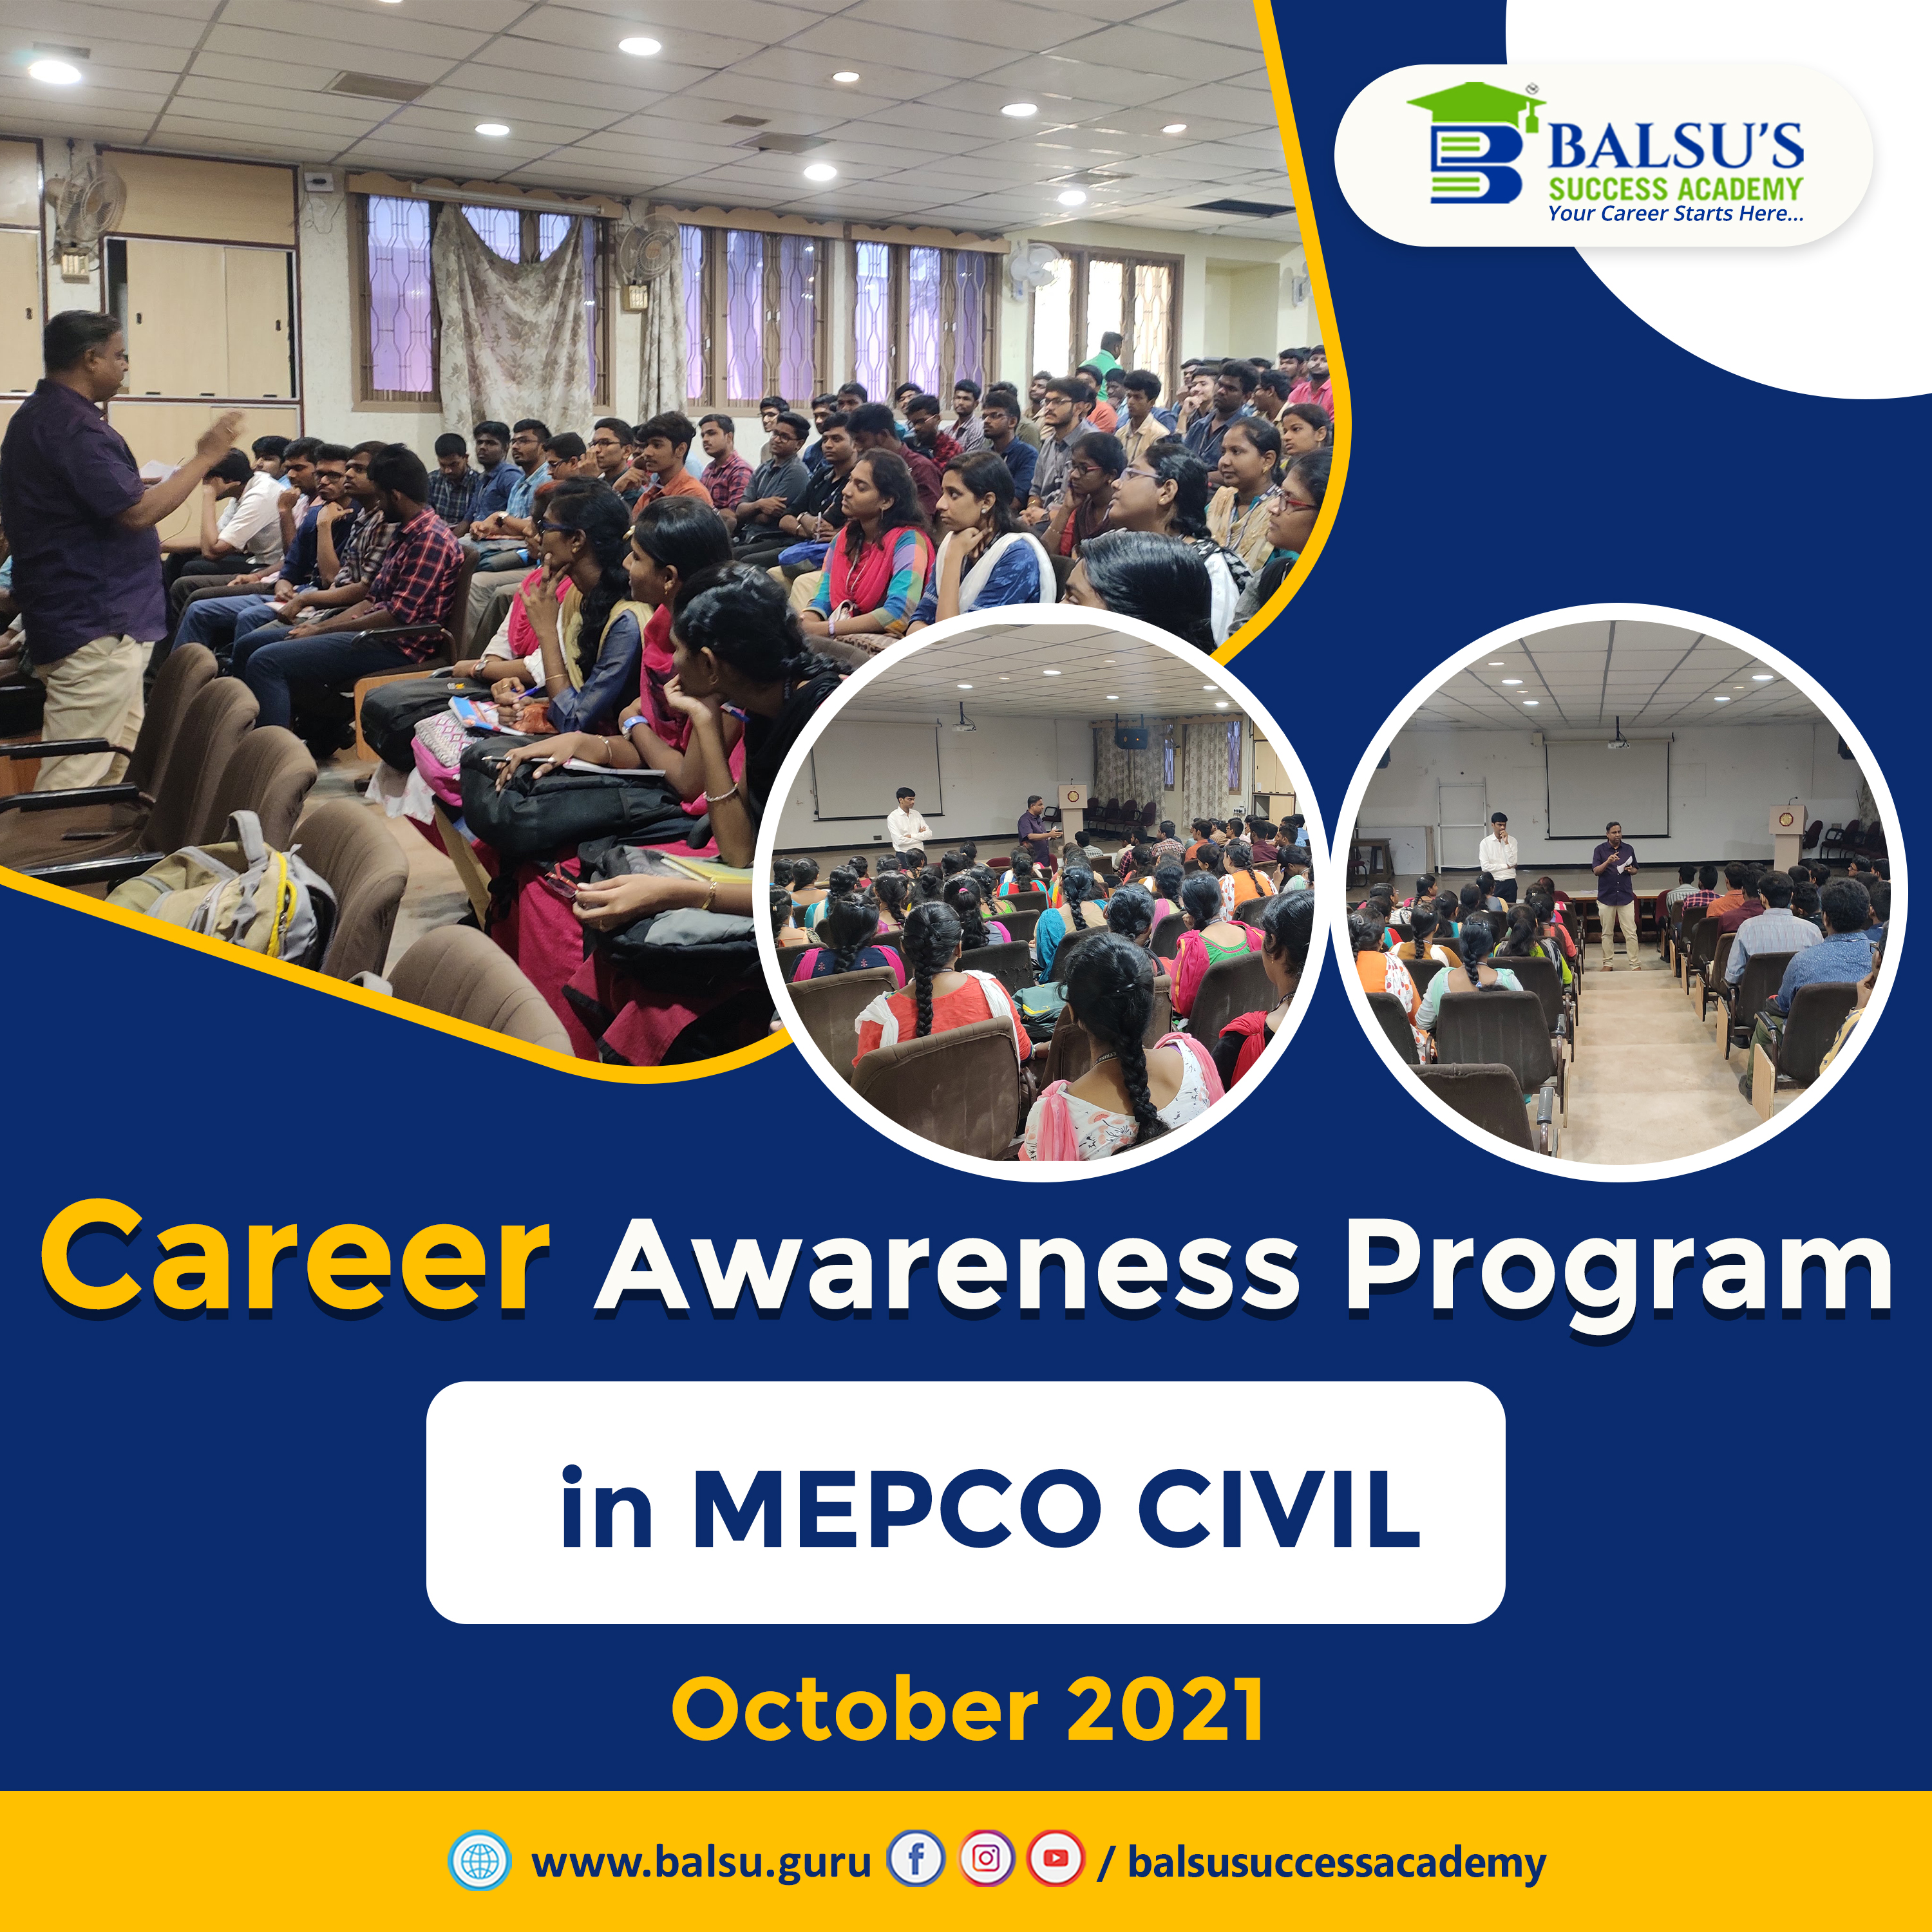 BALSU'S
SUCCESS ACADEMY
Your Career Starts Here...
Career Awareness Program
in MEPCO CIVIL
October 2021
www.balsu.guru / balsusuccessacademy